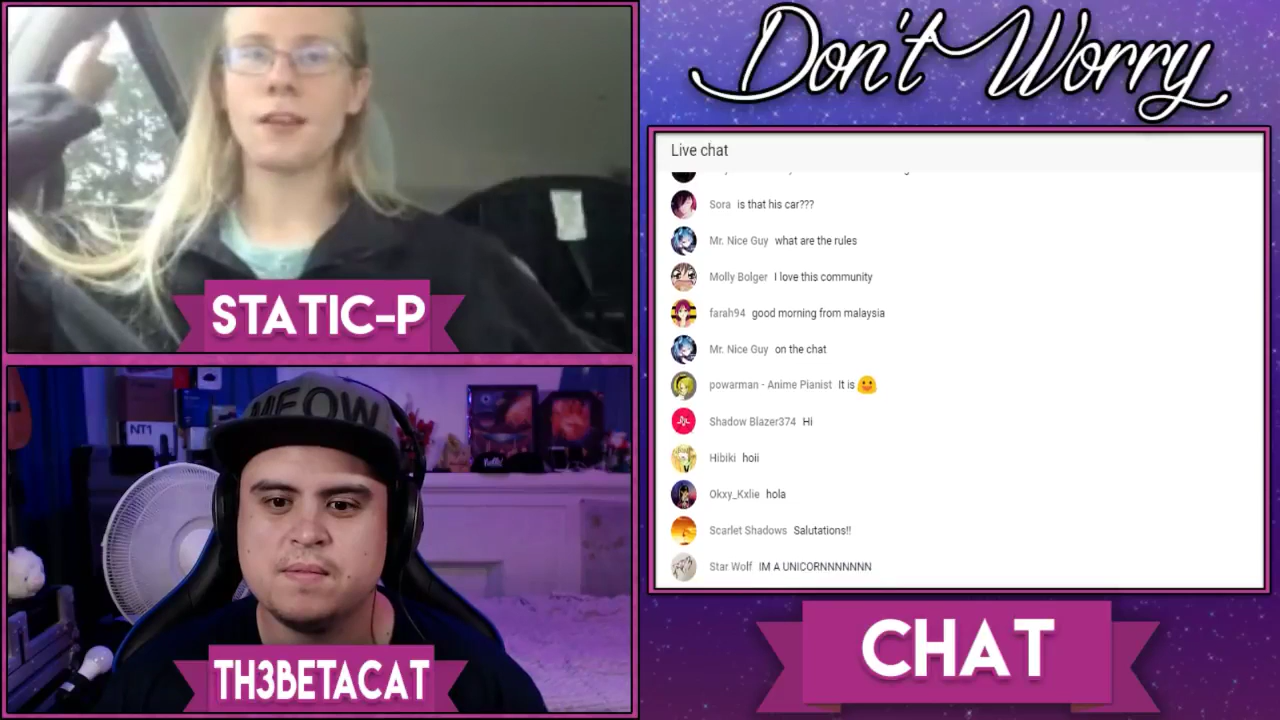 STATIC-P
NT1
MEOW
TH3BETACAT
Don't Worry
Live chat
Sora is that his car???
Mr. Nice Guy what are the rules
Molly Bolger I love this community
farah94 good morning from malaysia
Mr. Nice Guy on the chat
powarman - Anime Pianist It is
Shadow Blazer374 Hi
Hibiki hoii
Okxy_Kxlie hola
Scarlet Shadows Salutations!!
Star Wolf IM A UNICORNNNNNNN
CHAT